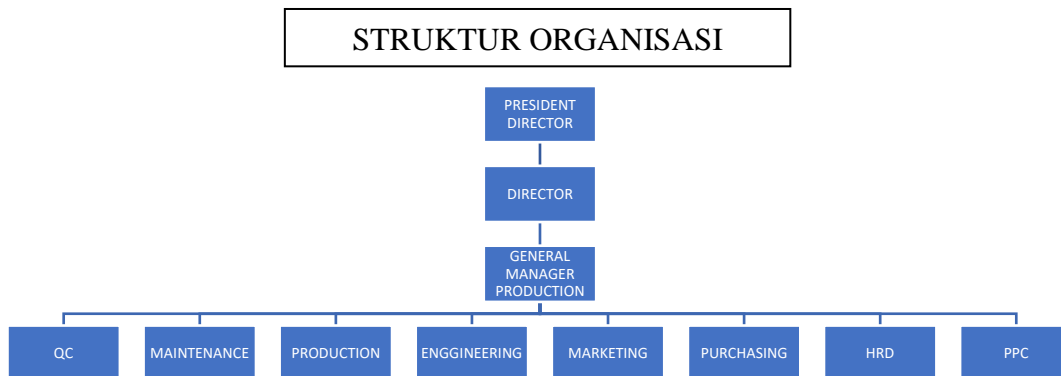 STRUKTUR ORGANISASI
PRESIDENT
DIRECTOR
DIRECTOR
GENERAL
MANAGER
PRODUCTION
QC
MAINTENANCE
PRODUCTION
ENGGINEERING
MARKETING
PURCHASING
HRD
PPC